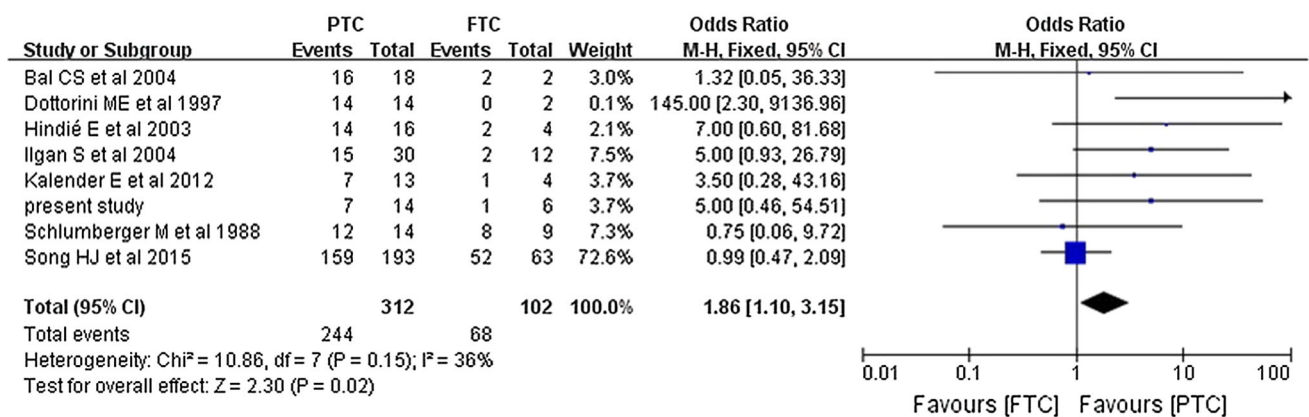 PTC FTC Odds Ratio Odds Ratio
Study or Subgroup Events Total Events Total Weight M-H, Fixed, 95% CI M-H, Fixed, 95% CI
Bal CS et al 2004 16 18 2 2 3.0% 1.32 [0.05, 36.33]
Dottorini ME et al 1997 14 14 0 2 0.1% 145.00 [2.30, 9136.96]
Hindié E et al 2003 14 16 2 4 2.1% 7.00 [0.60, 81.68]
Ilgan S et al 2004 15 30 2 12 7.5% 5.00 [0.93, 26.79]
Kalender E et al 2012 7 13 1 4 3.7% 3.50 [0.28, 43.16]
present study 7 14 1 6 3.7% 5.00 [0.46, 54.51]
Schlumberger M et al 1988 12 14 8 9 7.3% 0.75 [0.06, 9.72]
Song HJ et al 2015 159 193 52 63 72.6% 0.99 [0.47, 2.09]
Total (95% CI) 312 102 100.0% 1.86 [1.10, 3.15]
Total events 244 68
Heterogeneity: Chi² = 10.86, df = 7 (P = 0.15); I² = 36%
Test for overall effect: Z = 2.30 (P = 0.02)
0.01 0.1 1 10 100
Favours [FTC] Favours [PTC]